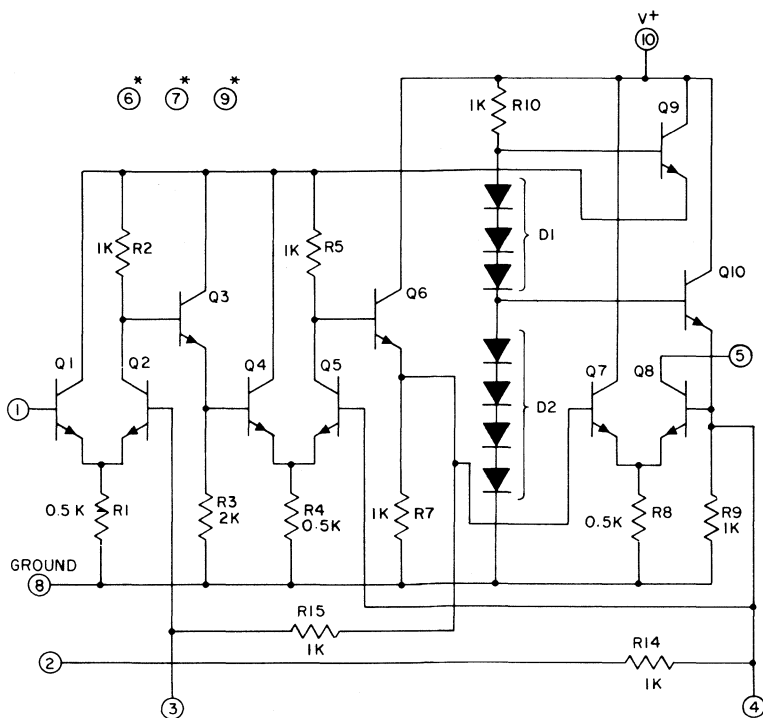 V+
10
* * *
6 7 9
1K R10
Q9
1K R2
1K R5
D1
Q3
Q6
Q10
Q1 Q2
Q4 Q5
Q7 Q8
5
1
D2
0.5K R1
R3
2K
R4
0.5K
1K R7
0.5K R8
R9
1K
GROUND
8
R15
1K
2
R14
1K
3
4